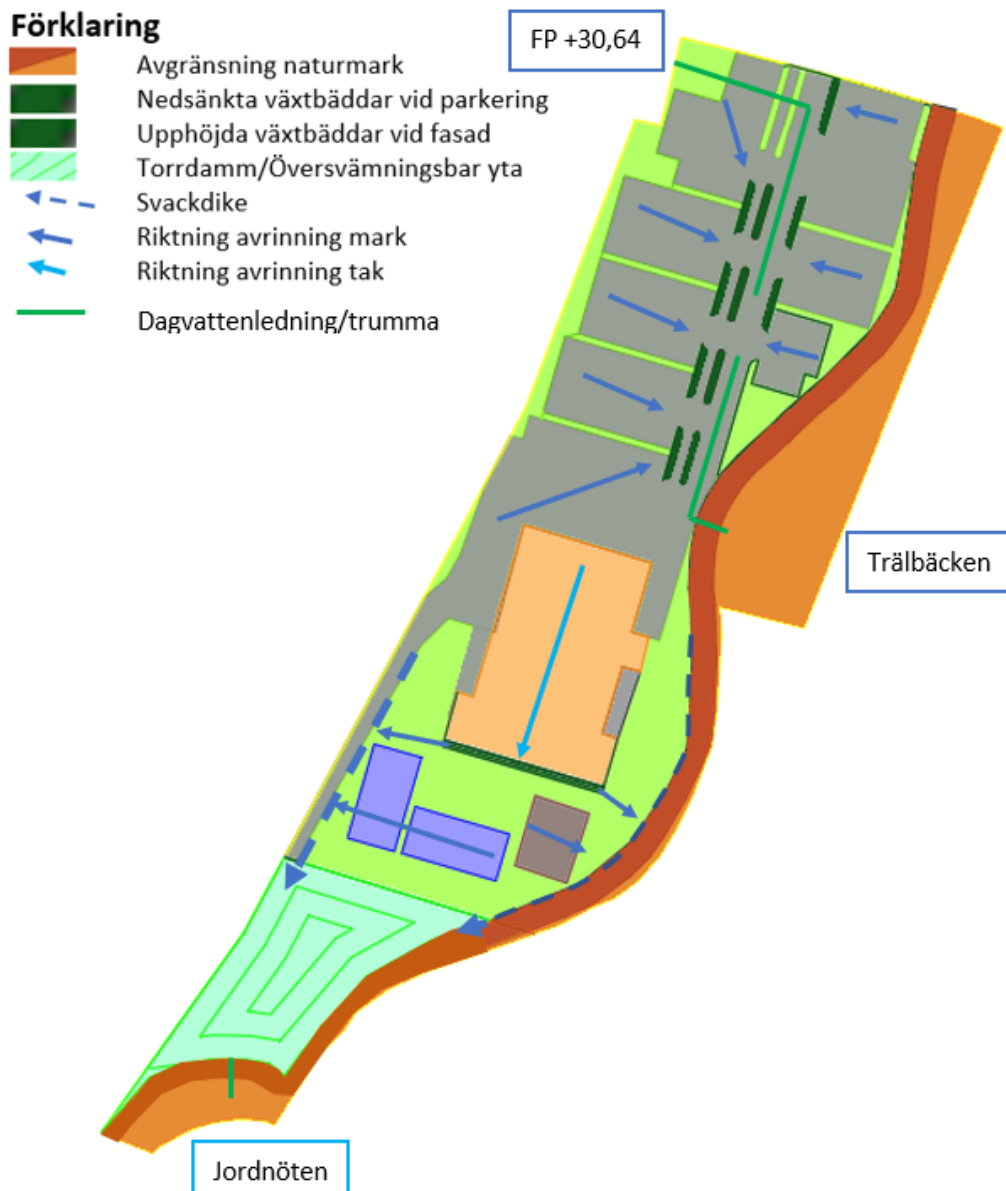 Förklaring
Avgränsning naturmark
Nedsänkta växtbäddar vid parkering
Upphöjda växtbäddar vid fasad
Torrdamm/Översvämningsbar yta
Svackdike
Riktning avrinning mark
Riktning avrinning tak
Dagvattenledning/trumma
FP +30,64
Trälbäcken
Jordnöten